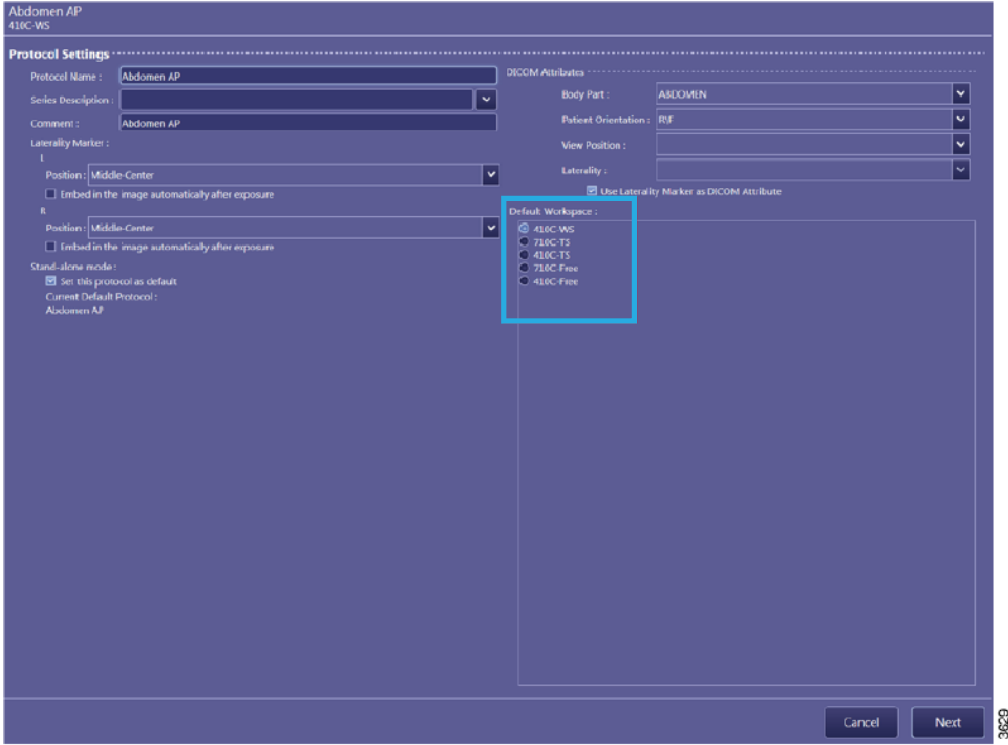 Abdomen AP
410C-WS
Protocol Settings
Protocol Name : Abdomen AP
Series Description :
Comment : Abdomen AP
Laterality Marker :
L
Position : Middle-Center
Embed in the image automatically after exposure
R
Position : Middle-Center
Embed in the image automatically after exposure
Stand-alone mode :
Set this protocol as default
Current Default Protocol :
Abdomen AP
DICOM Attributes
Body Part : ABDOMEN
Patient Orientation : R\F
View Position :
Laterality :
Use Laterality Marker as DICOM Attribute
Default Workspace :
410C-WS
710C-TS
410C-TS
710C-Free
410C-Free
Cancel Next
3629